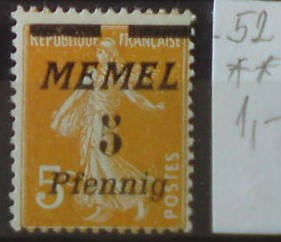 REPUBLIQUE FRANÇAISE
MEMEL
5
Pfennig
5
POSTES
52
**
1,-